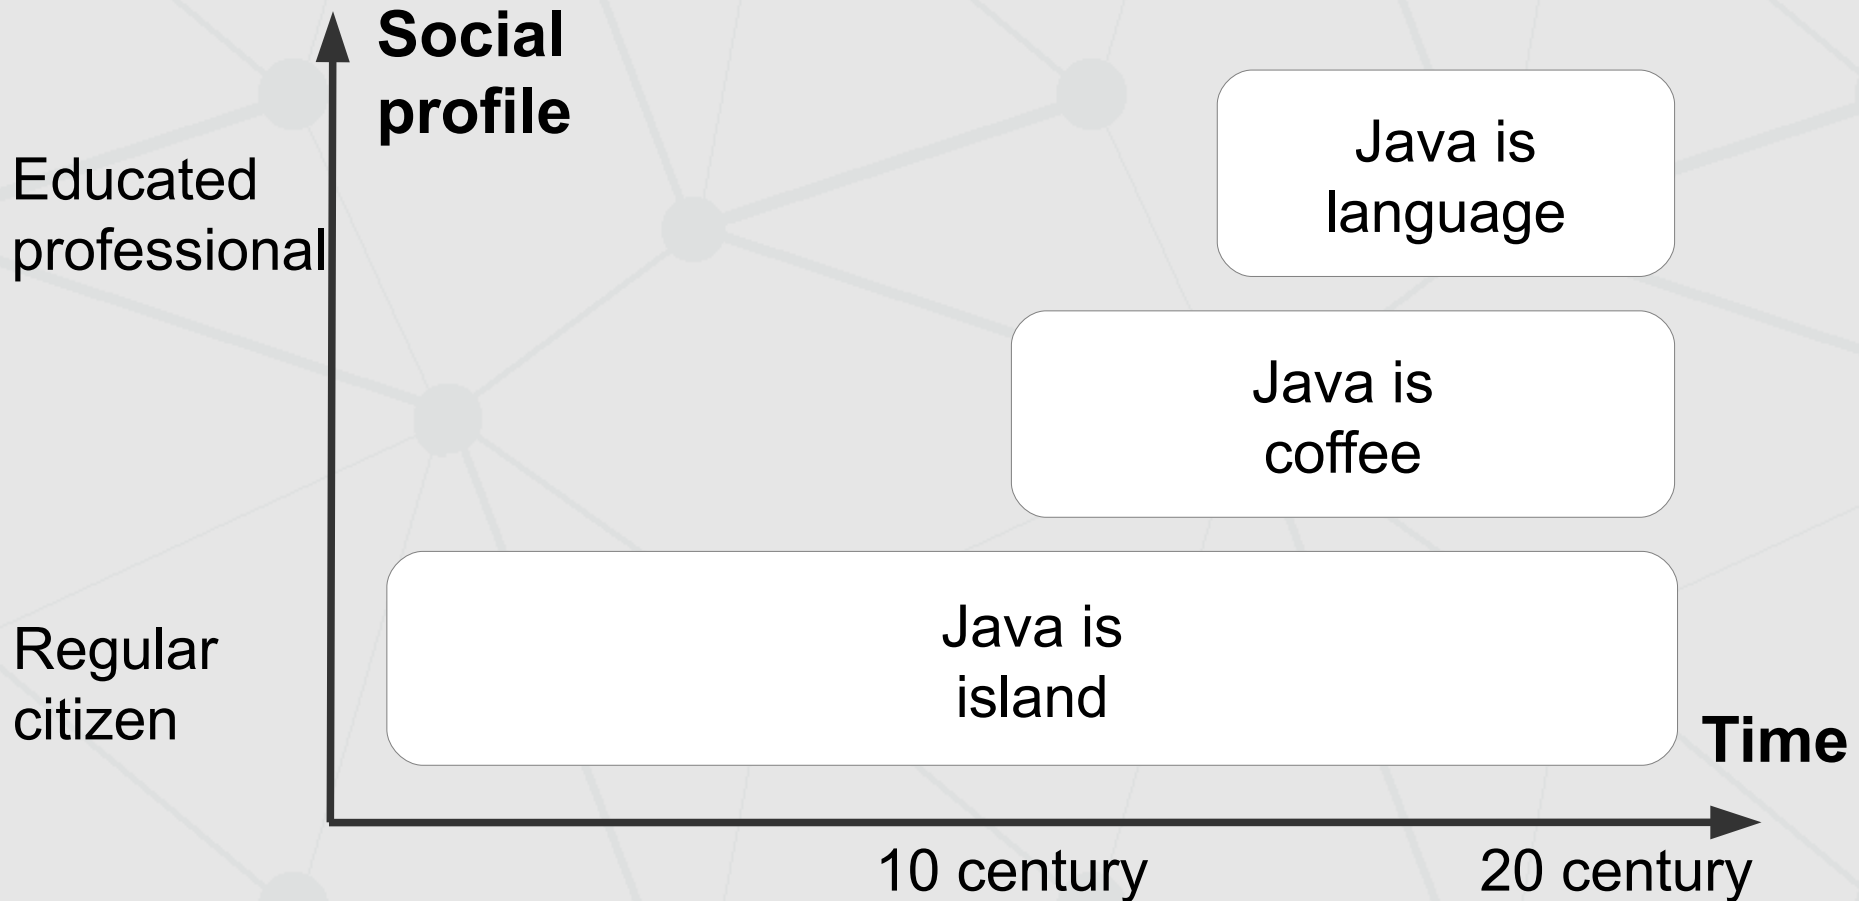 Social
profile
Educated
professional
Java is
language
Java is
coffee
Java is
island
Regular
citizen
Time
10 century
20 century